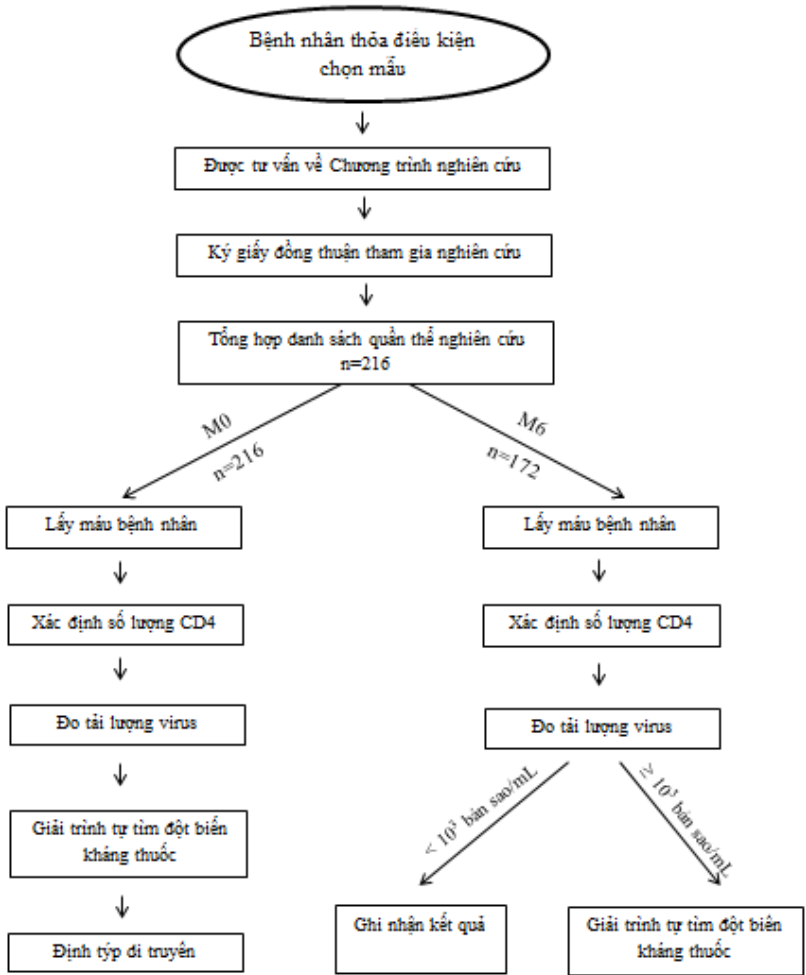 Bệnh nhân thỏa điều kiện
chọn mẫu
Được tư vấn về Chương trình nghiên cứu
Ký giấy đồng thuận tham gia nghiên cứu
Tổng hợp danh sách quần thể nghiên cứu
n=216
M0
n=216
M6
n=172
Lấy máu bệnh nhân
Xác định số lượng CD4
Đo tải lượng virus
Giải trình tự tìm đột biến
kháng thuốc
Định týp di truyền
Lấy máu bệnh nhân
Xác định số lượng CD4
Đo tải lượng virus
< 10³ bản sao/mL
≥ 10³ bản sao/mL
Ghi nhận kết quả
Giải trình tự tìm đột biên
kháng thuốc